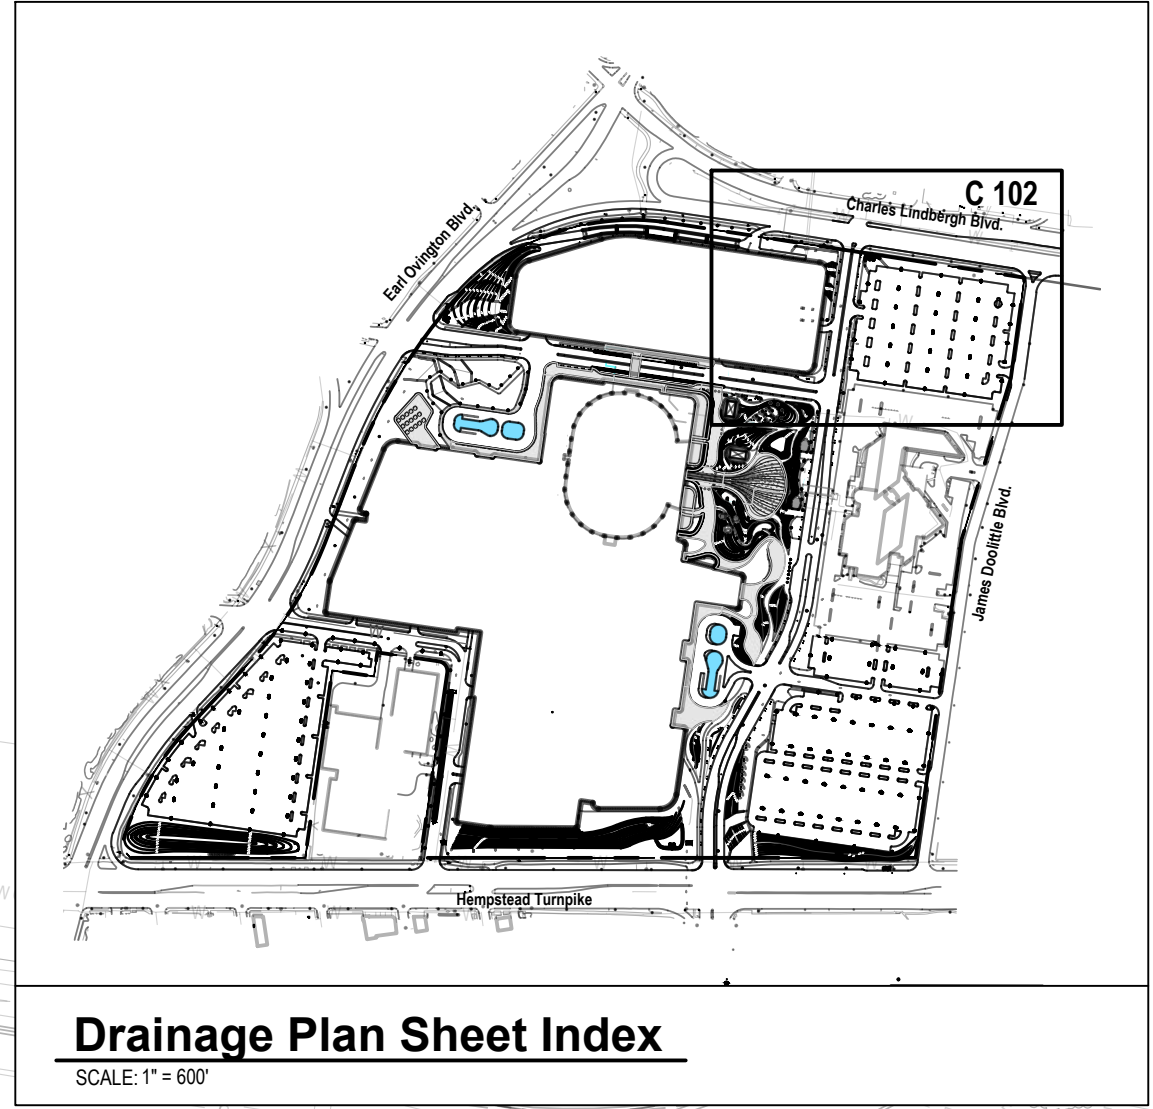 C 102
Charles Lindbergh Blvd.
Earl Ovington Blvd.
James Doolittle Blvd.
Hempstead Turnpike
Drainage Plan Sheet Index
SCALE: 1" = 600'